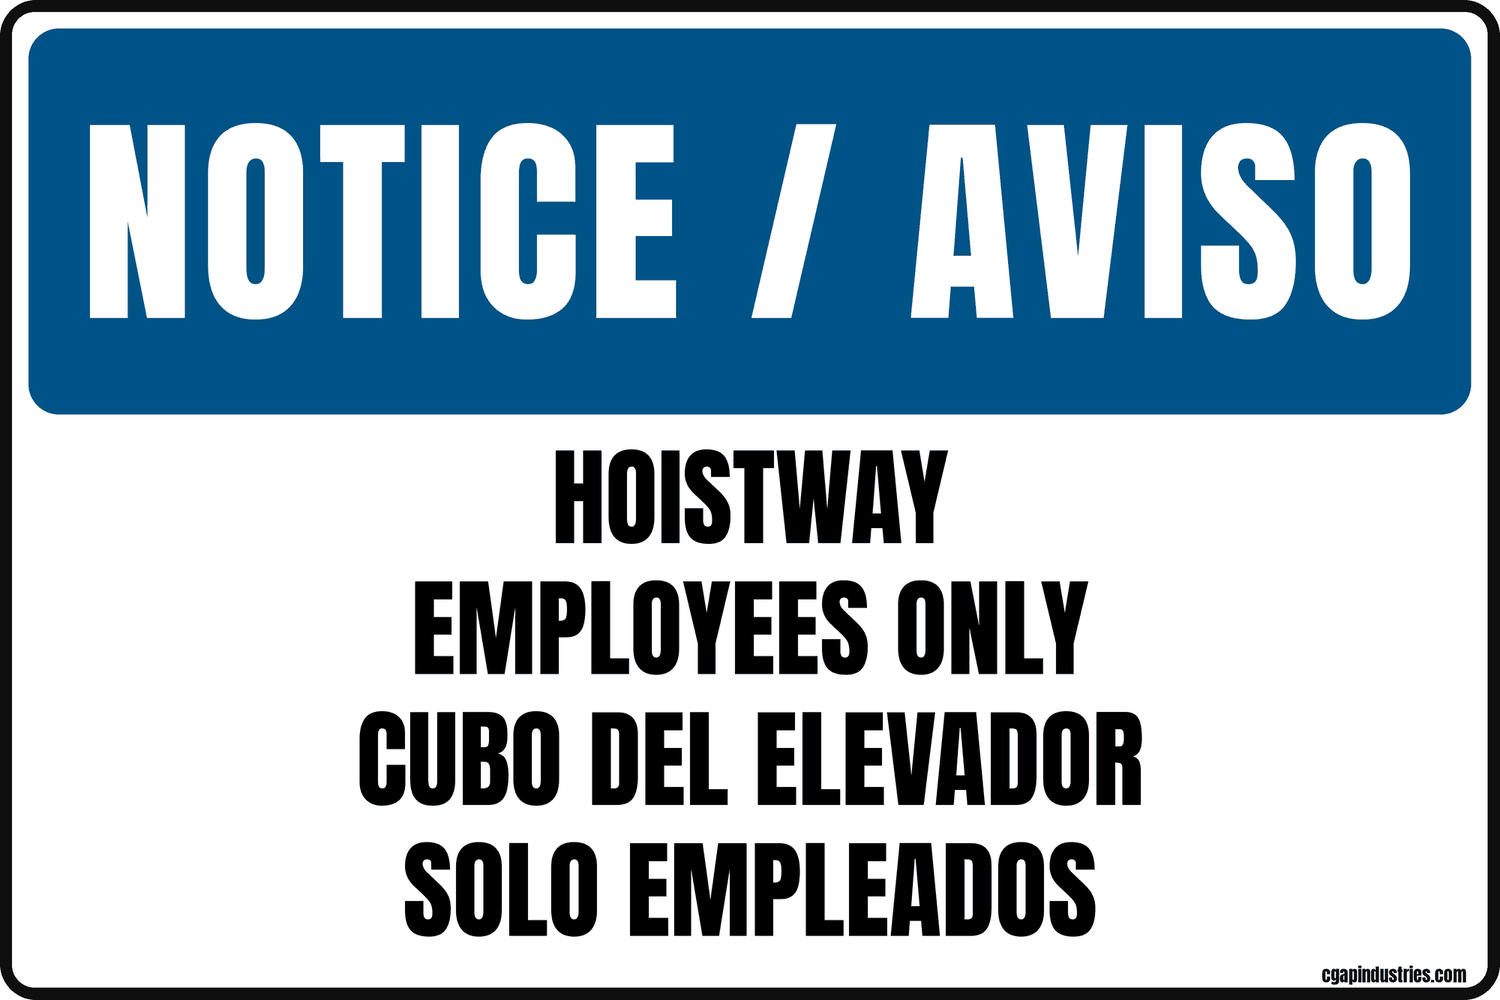 NOTICE / AVISO
HOISTWAY
EMPLOYEES ONLY
CUBO DEL ELEVADOR
SOLO EMPLEADOS
cgapindustries.com